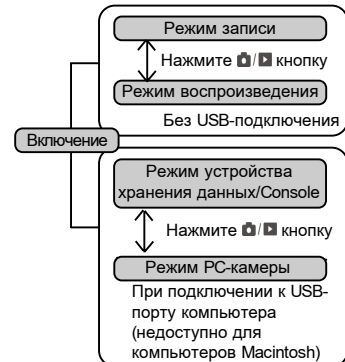 Режим записи
Нажмите / кнопку
Режим воспроизведения
Без USB-подключения
Включение
Режим устройства
хранения данных/Console
Нажмите / кнопку
Режим PC-камеры
При подключении к USB-
порту компьютера
(недоступно для
компьютеров Macintosh)